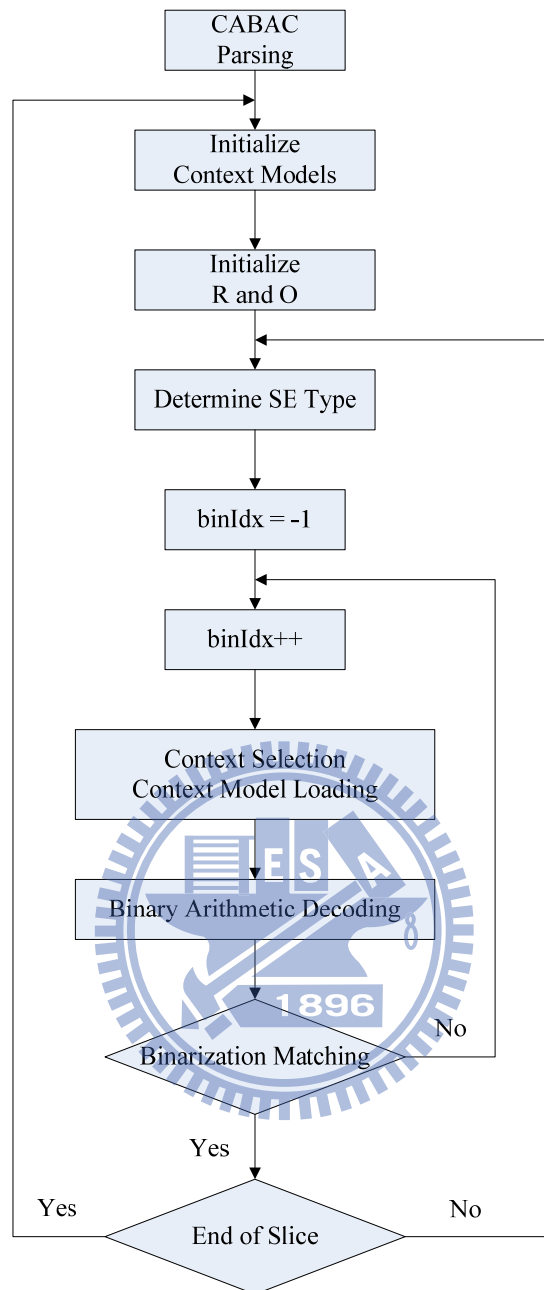 CABAC
Parsing
Initialize
Context Models
Initialize
R and O
Determine SE Type
binIdx = -1
binIdx++
Context Selection
Context Model Loading
E S A
Binary Arithmetic Decoding
8
1896
No
Binarization Matching
Yes
Yes
No
End of Slice